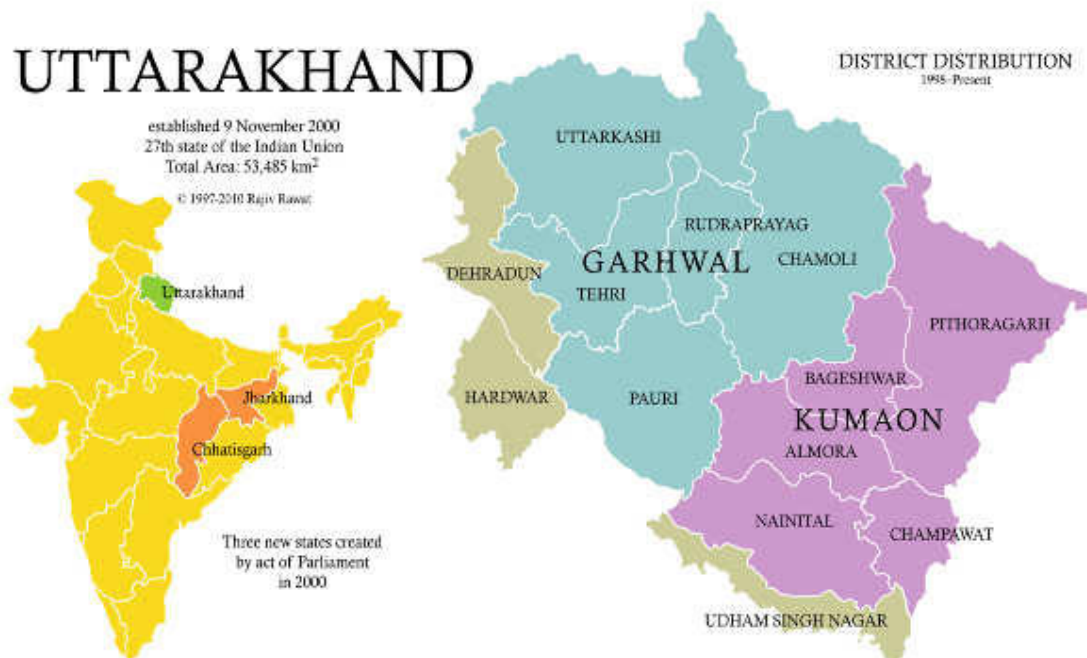 UTTARAKHAND
established 9 November 2000
27th state of the Indian Union
Total Area: 53,485 km²
© 1997-2010 Rajiv Rawat
Uttarakhand
Jharkhand
Chhatisgarh
Three new states created
by act of Parliament
in 2000
DISTRICT DISTRIBUTION
1998-Present
UTTARKASHI
RUDRAPRAYAG
GARHWAL
CHAMOLI
DEHRADUN
TEHRI
PITHORAGARH
BAGESHWAR
HARDWAR
PAURI
KUMAON
ALMORA
NAINITAL
CHAMPAWAT
UDHAM SINGH NAGAR